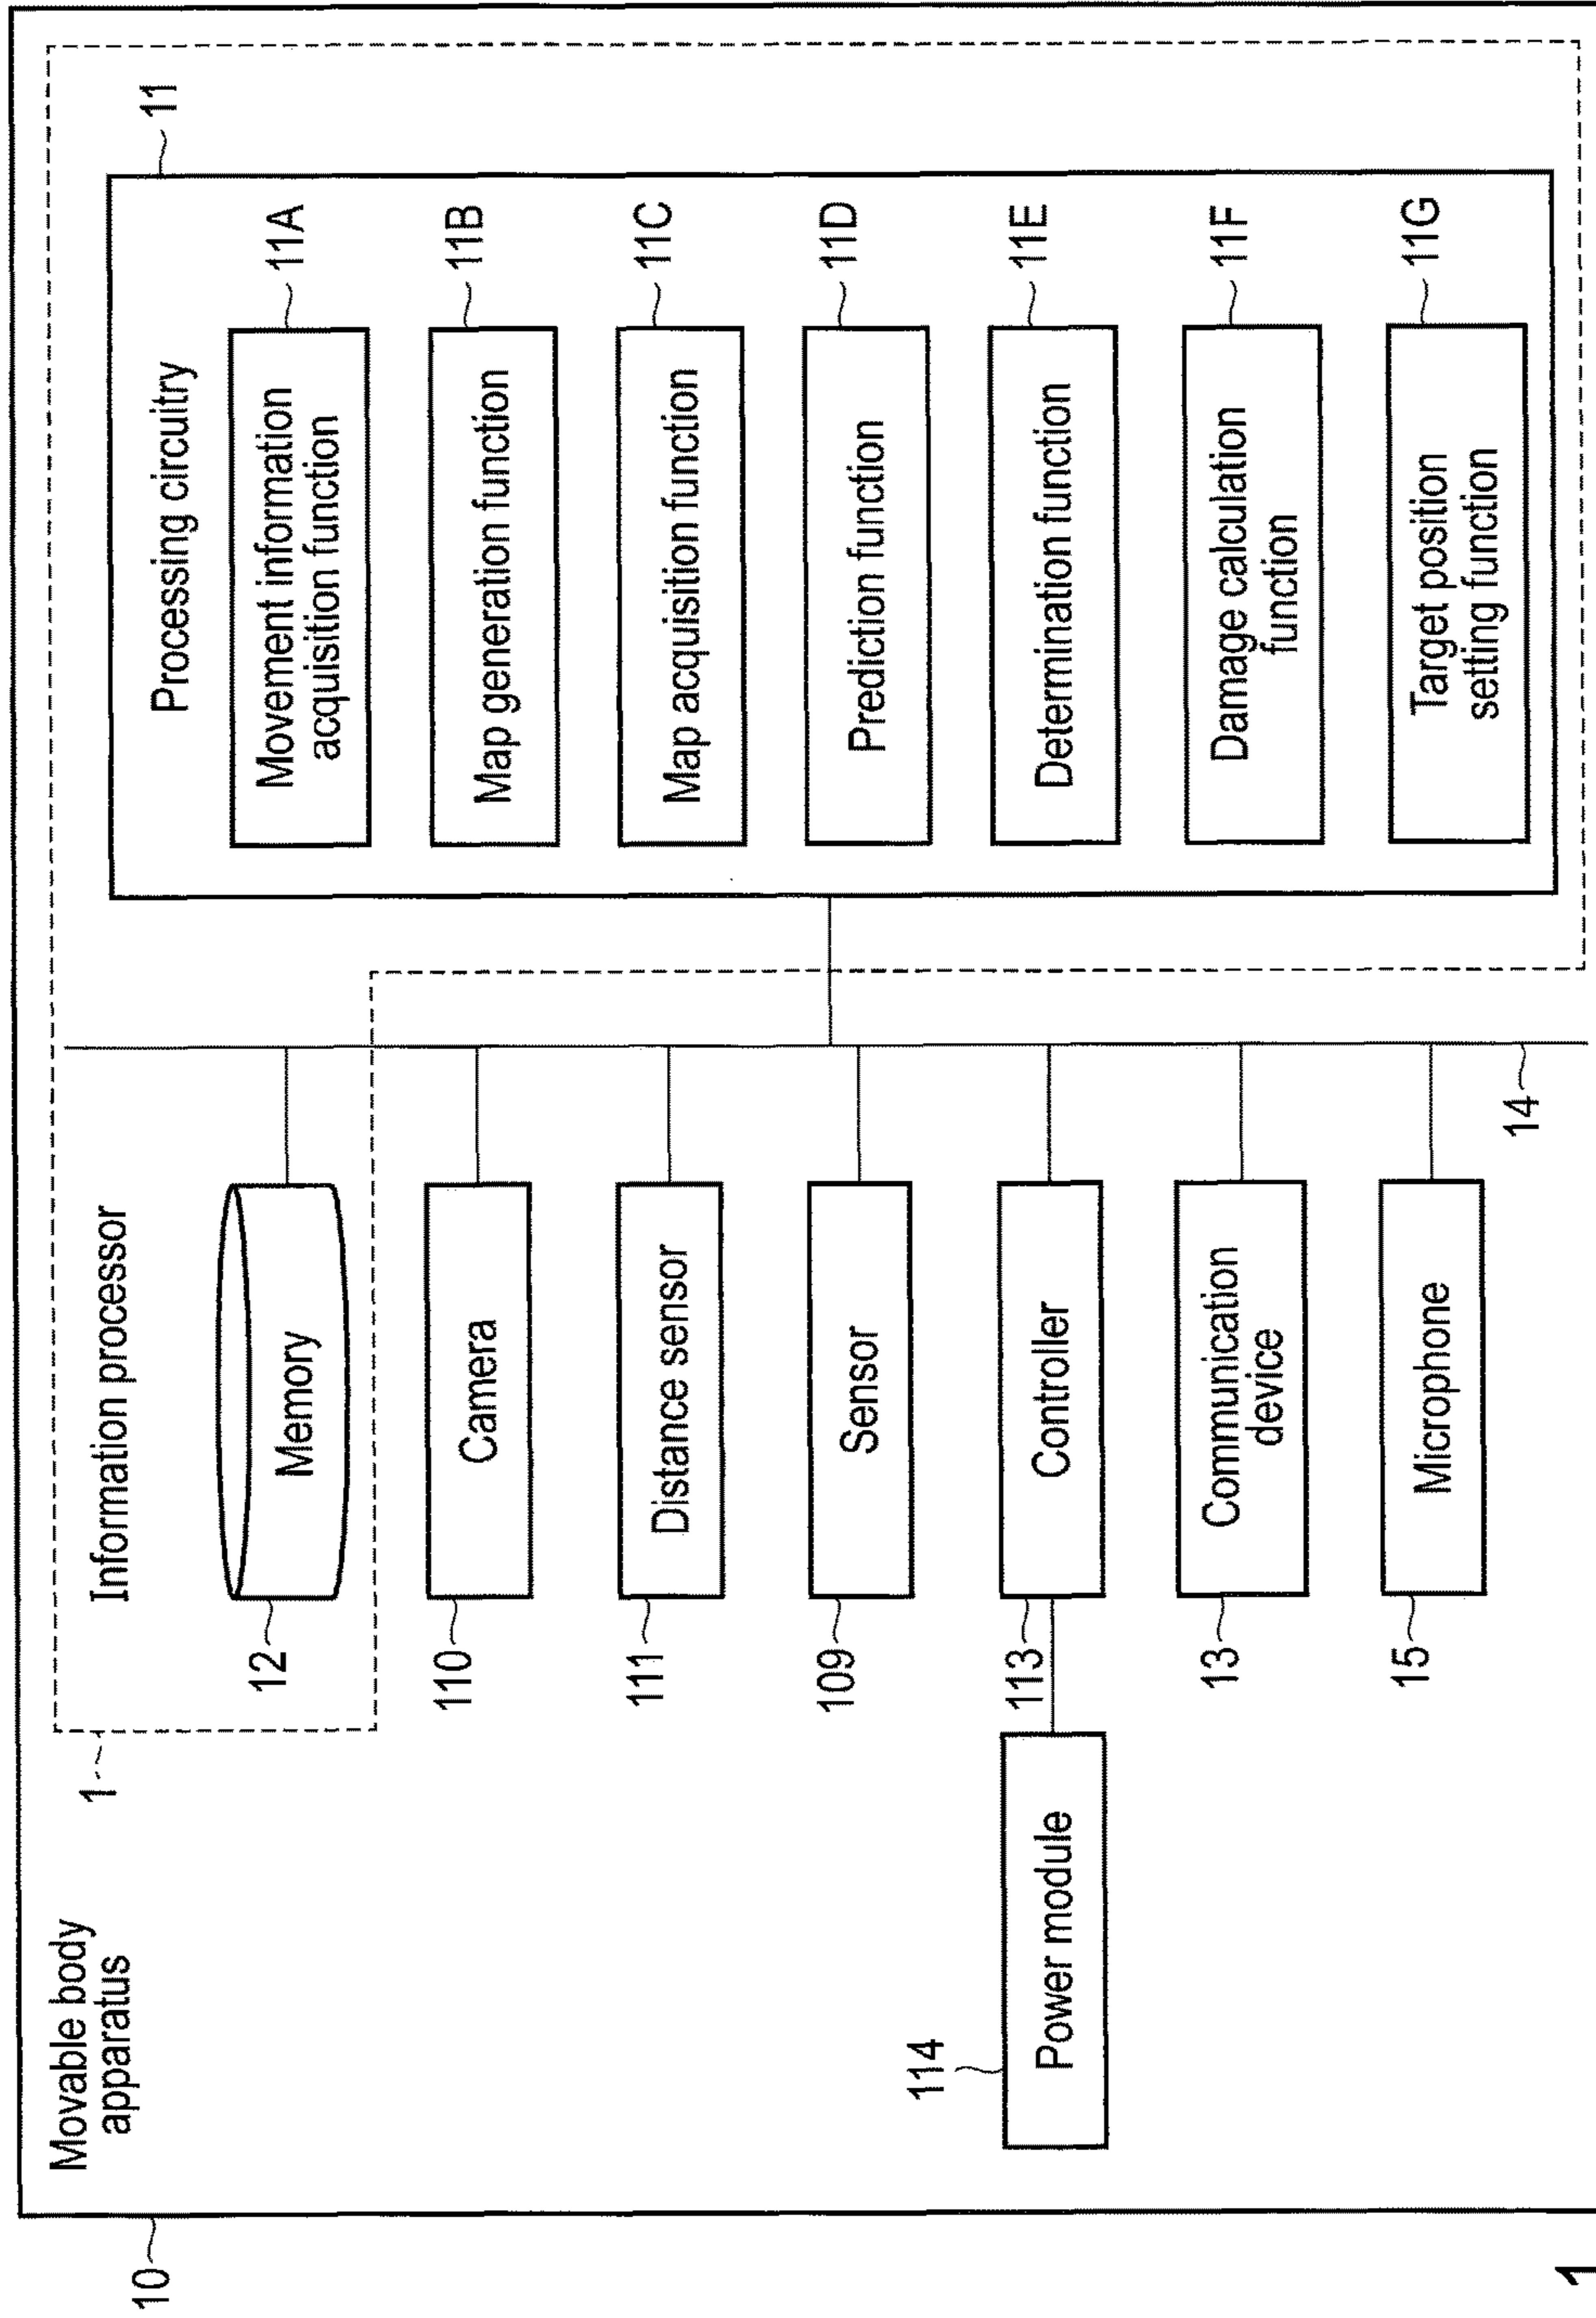 10
Movable body
apparatus
1
Information processor
12
Memory
110
Camera
111
Distance sensor
109
Sensor
114
Power module
113
Controller
13
Communication
device
15
Microphone
14
11
Processing circuitry
Movement information
acquisition function
11A
Map generation function
11B
Map acquisition function
11C
Prediction function
11D
Determination function
11E
Damage calculation
function
11F
Target position
setting function
11G
1